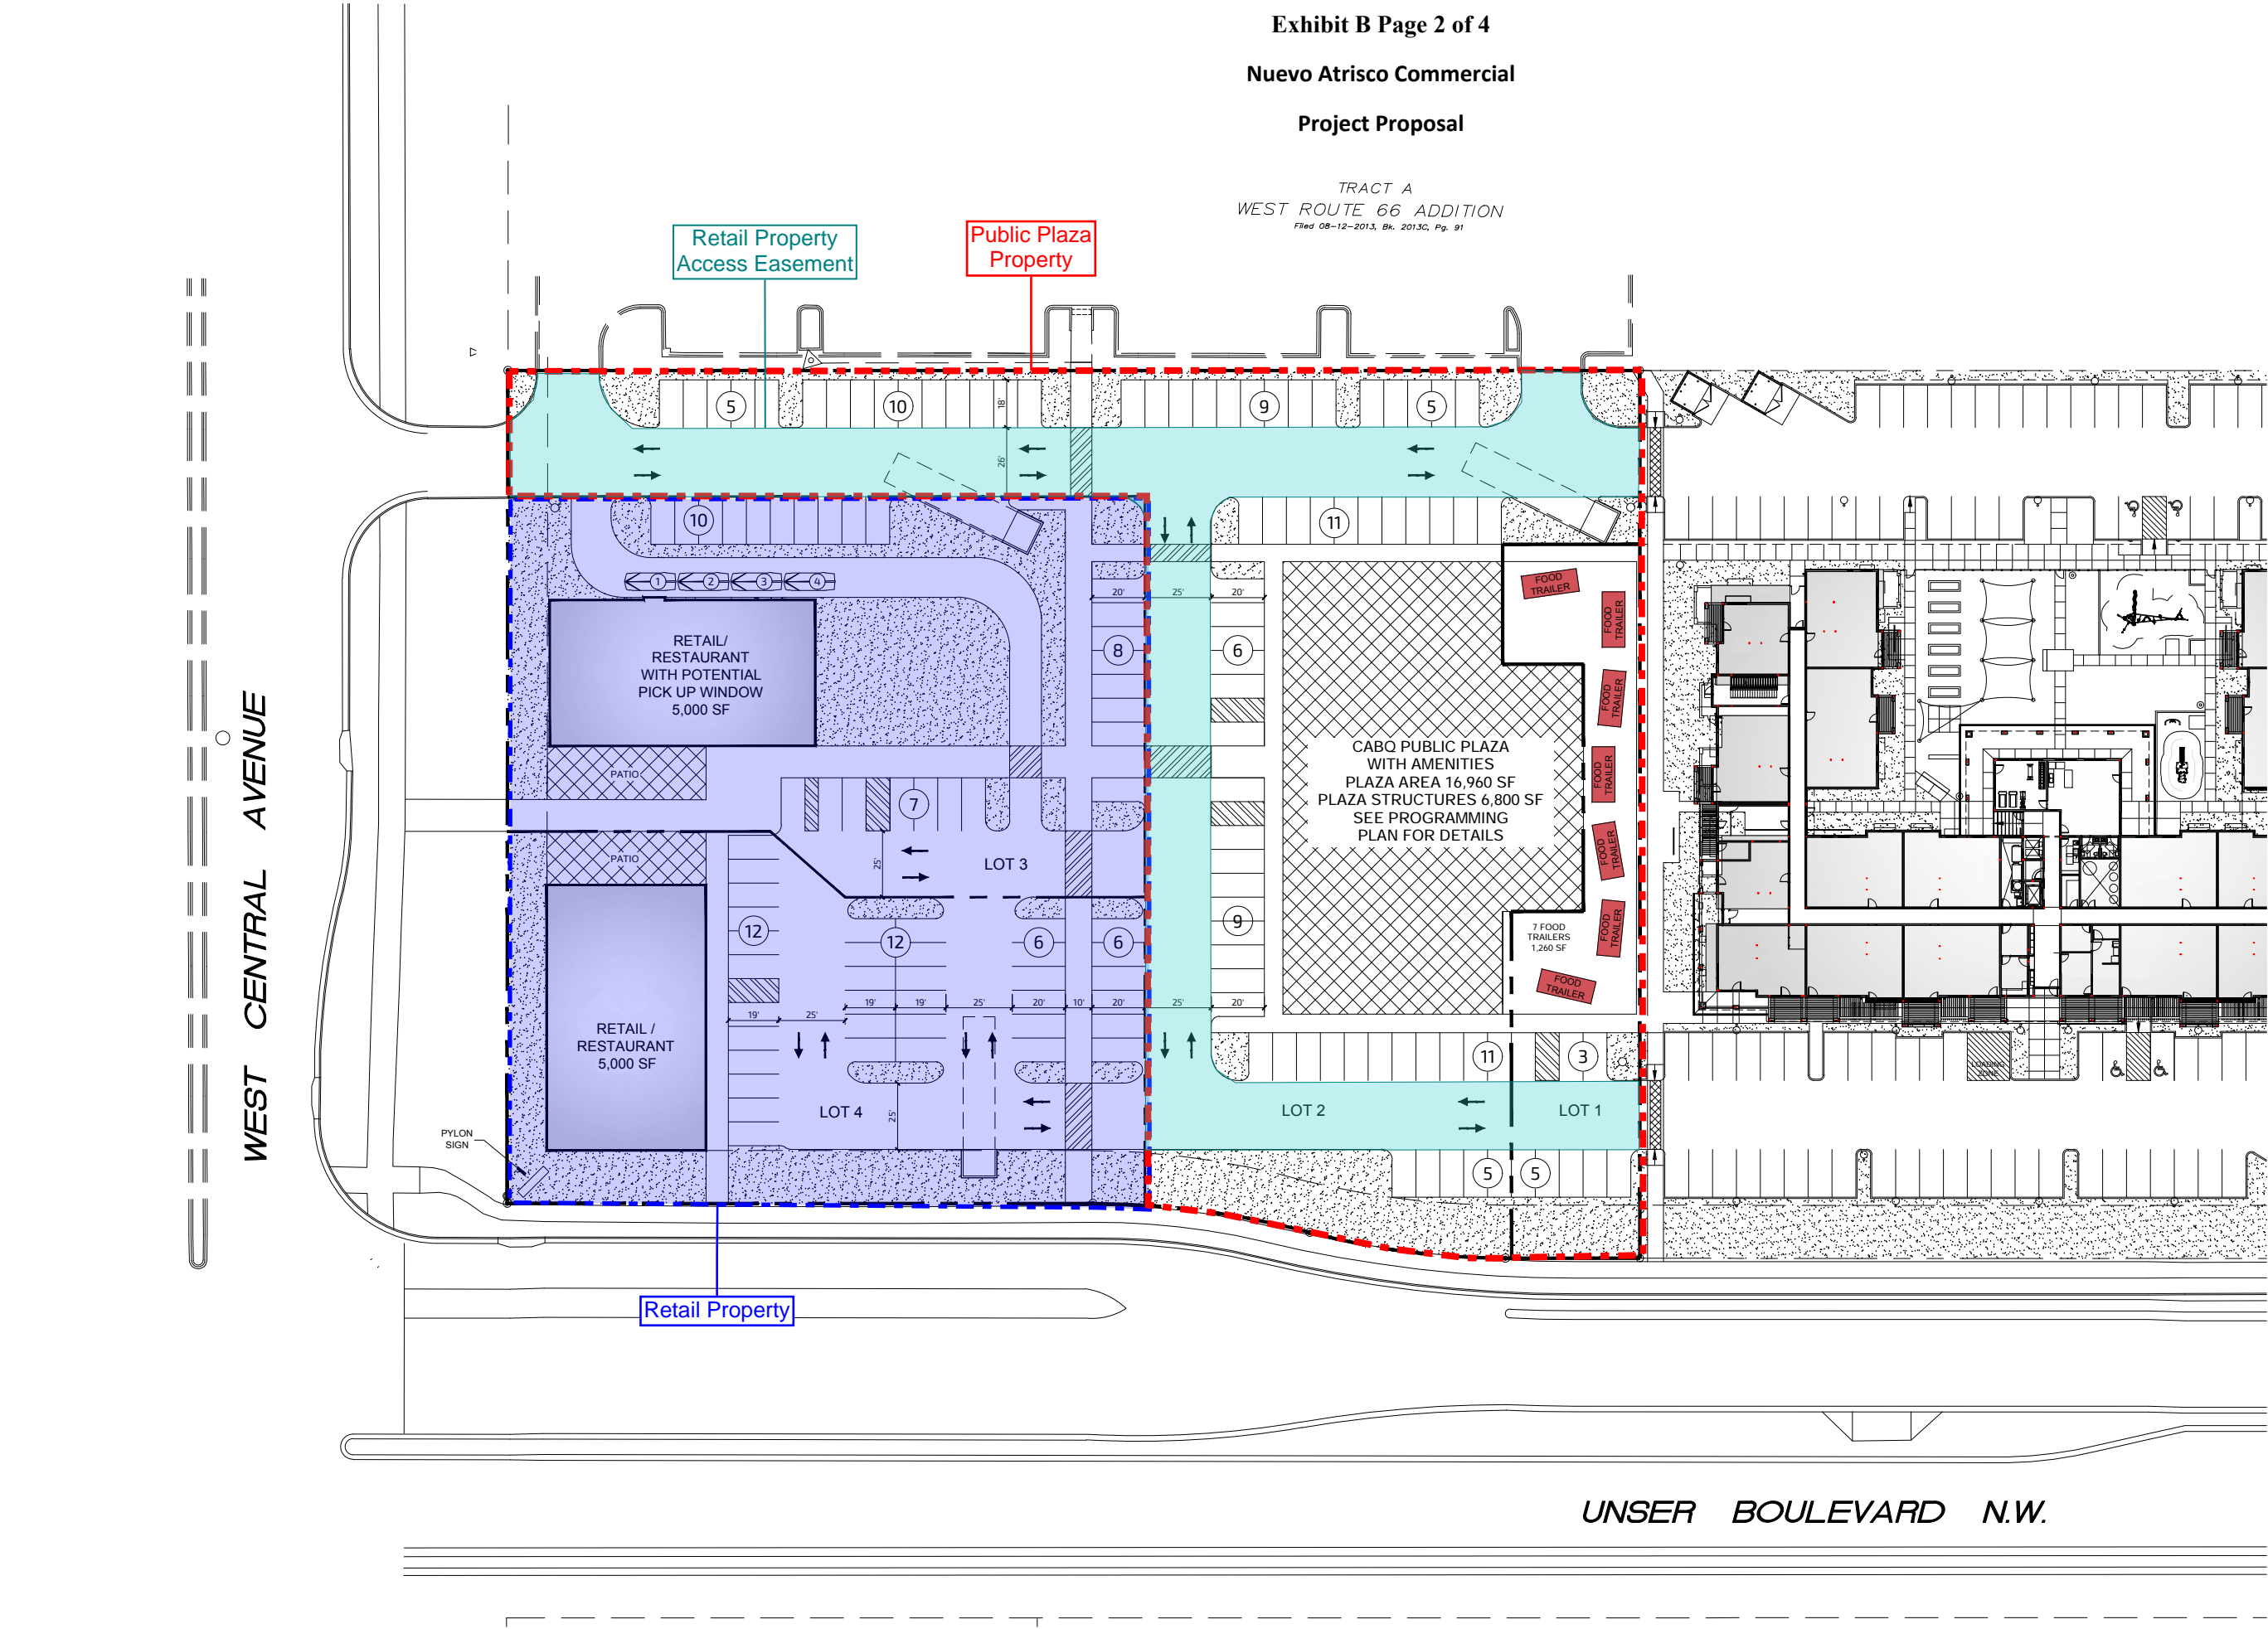 Exhibit B Page 2 of 4
Nuevo Atrisco Commercial
Project Proposal
TRACT A
WEST ROUTE 66 ADDITION
Filed 08-12-2013, Bk. 2013C, Pg. 91
Retail Property
Access Easement
Public Plaza
Property
5
10
9
5
18'
26'
10
11
1
2
3
4
20'
25'
20'
RETAIL/
RESTAURANT
WITH POTENTIAL
PICK UP WINDOW
5,000 SF
8
6
FOOD
TRAILER
FOOD
TRAILER
FOOD
TRAILER
FOOD
TRAILER
FOOD
TRAILER
FOOD
TRAILER
FOOD
TRAILER
CABQ PUBLIC PLAZA
WITH AMENITIES
PLAZA AREA 16,960 SF
PLAZA STRUCTURES 6,800 SF
SEE PROGRAMMING
PLAN FOR DETAILS
PATIO
7
PATIO
25'
LOT 3
12
12
6
6
9
7 FOOD
TRAILERS
1,260 SF
19'
25'
19'
19'
25'
20'
10'
20'
25'
20'
RETAIL /
RESTAURANT
5,000 SF
11
3
LOADING
ZONE
LOT 4
25'
LOT 2
LOT 1
PYLON
SIGN
5
5
Retail Property
WEST CENTRAL AVENUE
UNSER BOULEVARD N.W.